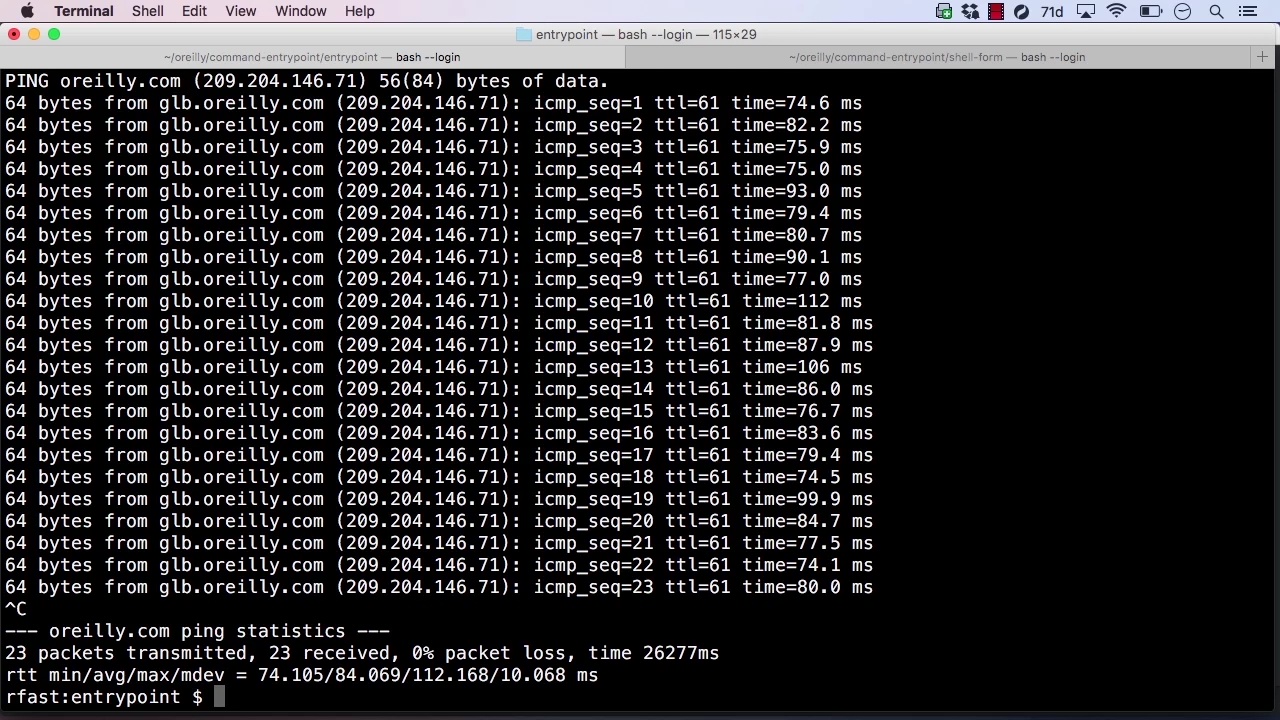 Terminal Shell Edit View Window Help 71d
entrypoint — bash --login — 115×29
~/oreilly/command-entrypoint/entrypoint — bash --login ~/oreilly/command-entrypoint/shell-form — bash --login
PING oreilly.com (209.204.146.71) 56(84) bytes of data.
64 bytes from glb.oreilly.com (209.204.146.71): icmp_seq=1 ttl=61 time=74.6 ms
64 bytes from glb.oreilly.com (209.204.146.71): icmp_seq=2 ttl=61 time=82.2 ms
64 bytes from glb.oreilly.com (209.204.146.71): icmp_seq=3 ttl=61 time=75.9 ms
64 bytes from glb.oreilly.com (209.204.146.71): icmp_seq=4 ttl=61 time=75.0 ms
64 bytes from glb.oreilly.com (209.204.146.71): icmp_seq=5 ttl=61 time=93.0 ms
64 bytes from glb.oreilly.com (209.204.146.71): icmp_seq=6 ttl=61 time=79.4 ms
64 bytes from glb.oreilly.com (209.204.146.71): icmp_seq=7 ttl=61 time=80.7 ms
64 bytes from glb.oreilly.com (209.204.146.71): icmp_seq=8 ttl=61 time=90.1 ms
64 bytes from glb.oreilly.com (209.204.146.71): icmp_seq=9 ttl=61 time=77.0 ms
64 bytes from glb.oreilly.com (209.204.146.71): icmp_seq=10 ttl=61 time=112 ms
64 bytes from glb.oreilly.com (209.204.146.71): icmp_seq=11 ttl=61 time=81.8 ms
64 bytes from glb.oreilly.com (209.204.146.71): icmp_seq=12 ttl=61 time=87.9 ms
64 bytes from glb.oreilly.com (209.204.146.71): icmp_seq=13 ttl=61 time=106 ms
64 bytes from glb.oreilly.com (209.204.146.71): icmp_seq=14 ttl=61 time=86.0 ms
64 bytes from glb.oreilly.com (209.204.146.71): icmp_seq=15 ttl=61 time=76.7 ms
64 bytes from glb.oreilly.com (209.204.146.71): icmp_seq=16 ttl=61 time=83.6 ms
64 bytes from glb.oreilly.com (209.204.146.71): icmp_seq=17 ttl=61 time=79.4 ms
64 bytes from glb.oreilly.com (209.204.146.71): icmp_seq=18 ttl=61 time=74.5 ms
64 bytes from glb.oreilly.com (209.204.146.71): icmp_seq=19 ttl=61 time=99.9 ms
64 bytes from glb.oreilly.com (209.204.146.71): icmp_seq=20 ttl=61 time=84.7 ms
64 bytes from glb.oreilly.com (209.204.146.71): icmp_seq=21 ttl=61 time=77.5 ms
64 bytes from glb.oreilly.com (209.204.146.71): icmp_seq=22 ttl=61 time=74.1 ms
64 bytes from glb.oreilly.com (209.204.146.71): icmp_seq=23 ttl=61 time=80.0 ms
^C
--- oreilly.com ping statistics ---
23 packets transmitted, 23 received, 0% packet loss, time 26277ms
rtt min/avg/max/mdev = 74.105/84.069/112.168/10.068 ms
rfast:entrypoint $